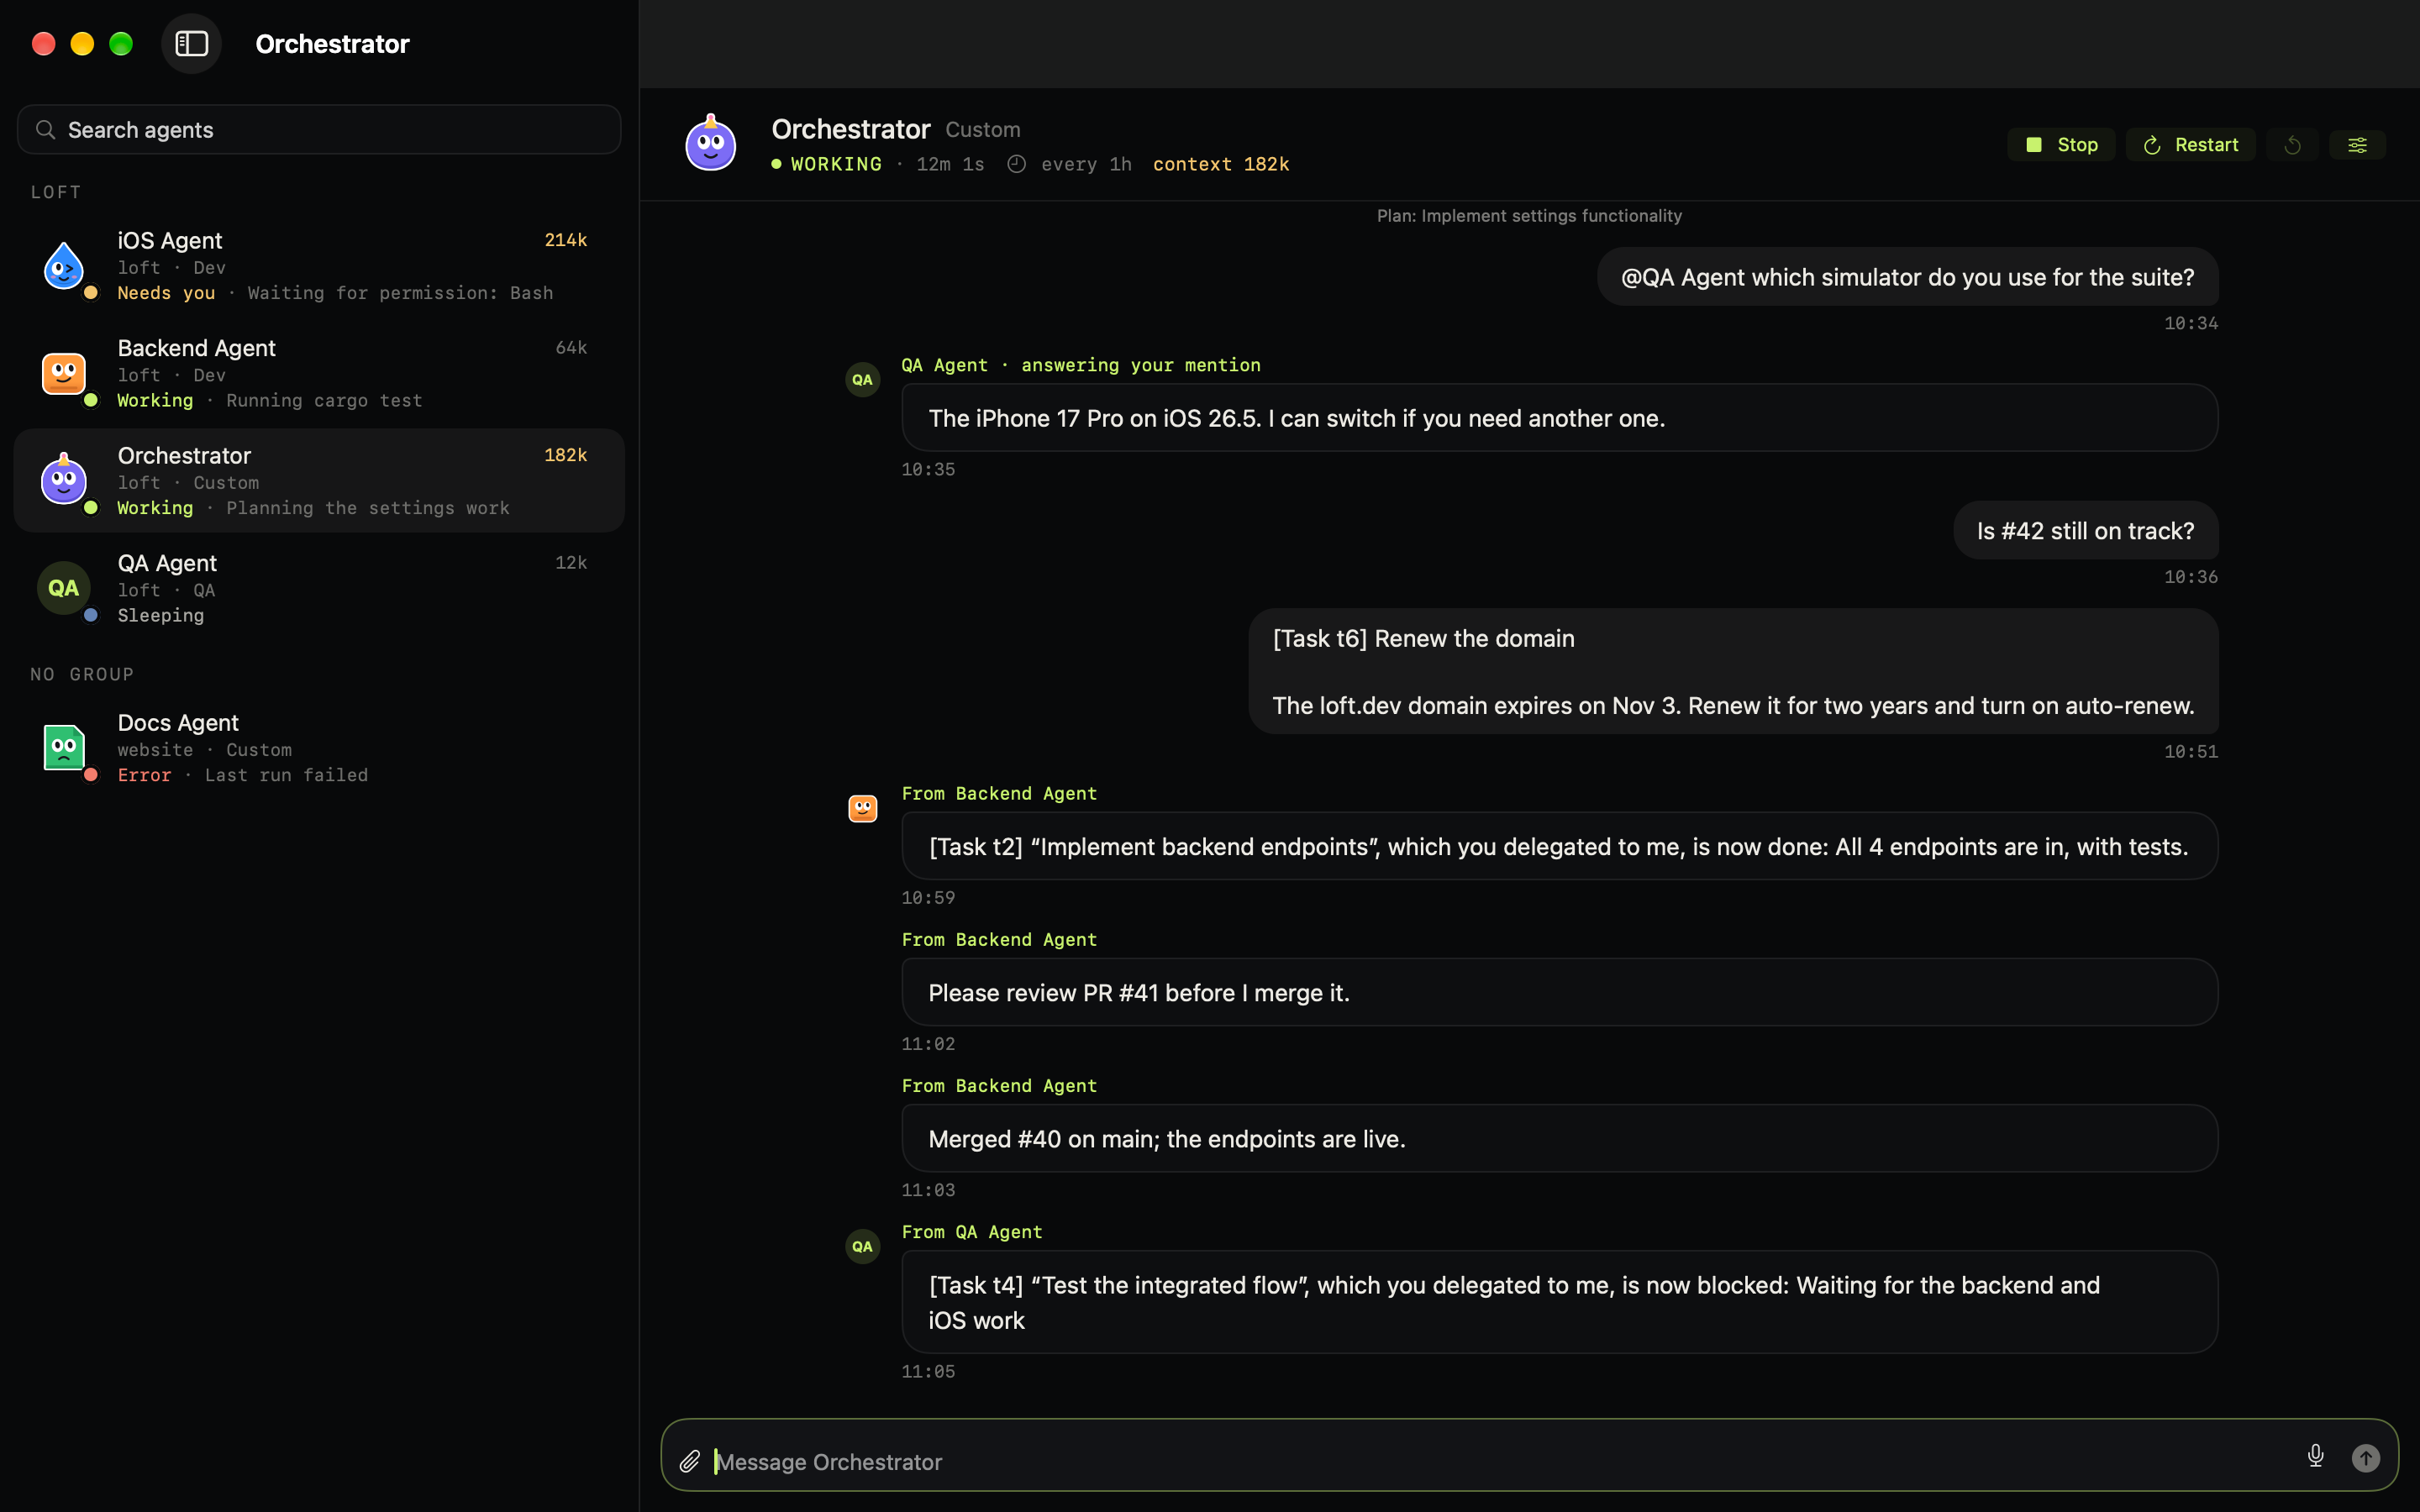 Orchestrator
Search agents
LOFT
iOS Agent 214k
loft · Dev
Needs you · Waiting for permission: Bash
Backend Agent 64k
loft · Dev
Working · Running cargo test
Orchestrator 182k
loft · Custom
Working · Planning the settings work
QA
QA Agent 12k
loft · QA
Sleeping
NO GROUP
Docs Agent
website · Custom
Error · Last run failed
Orchestrator Custom
WORKING · 12m 1s every 1h context 182k
Stop
Restart
Plan: Implement settings functionality
@QA Agent which simulator do you use for the suite?
10:34
QA
QA Agent · answering your mention
The iPhone 17 Pro on iOS 26.5. I can switch if you need another one.
10:35
Is #42 still on track?
10:36
[Task t6] Renew the domain
The loft.dev domain expires on Nov 3. Renew it for two years and turn on auto-renew.
10:51
From Backend Agent
[Task t2] “Implement backend endpoints”, which you delegated to me, is now done: All 4 endpoints are in, with tests.
10:59
From Backend Agent
Please review PR #41 before I merge it.
11:02
From Backend Agent
Merged #40 on main; the endpoints are live.
11:03
QA
From QA Agent
[Task t4] “Test the integrated flow”, which you delegated to me, is now blocked: Waiting for the backend and
iOS work
11:05
Message Orchestrator